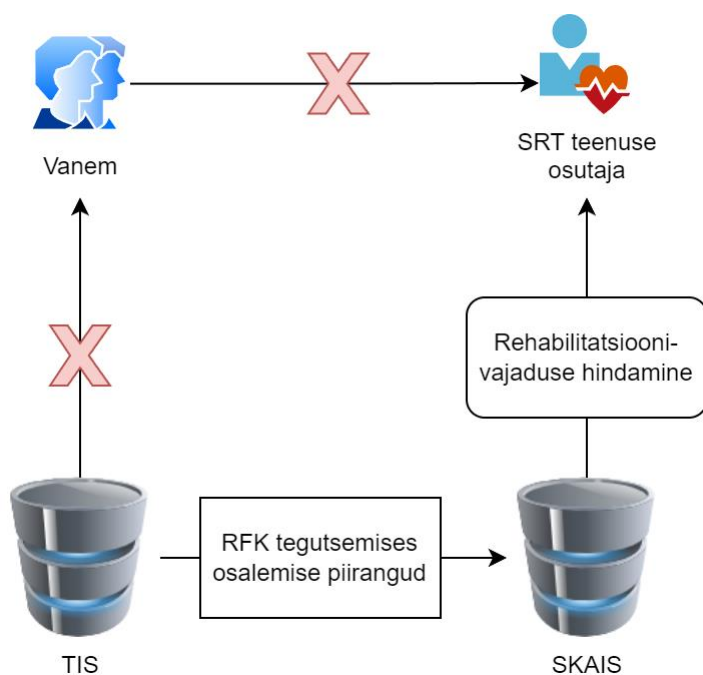 Vanem
SRT teenuse
osutaja
Rehabilitatsiooni-
vajaduse hindamine
RFK tegutsemises
osalemise piirangud
TIS
SKAIS